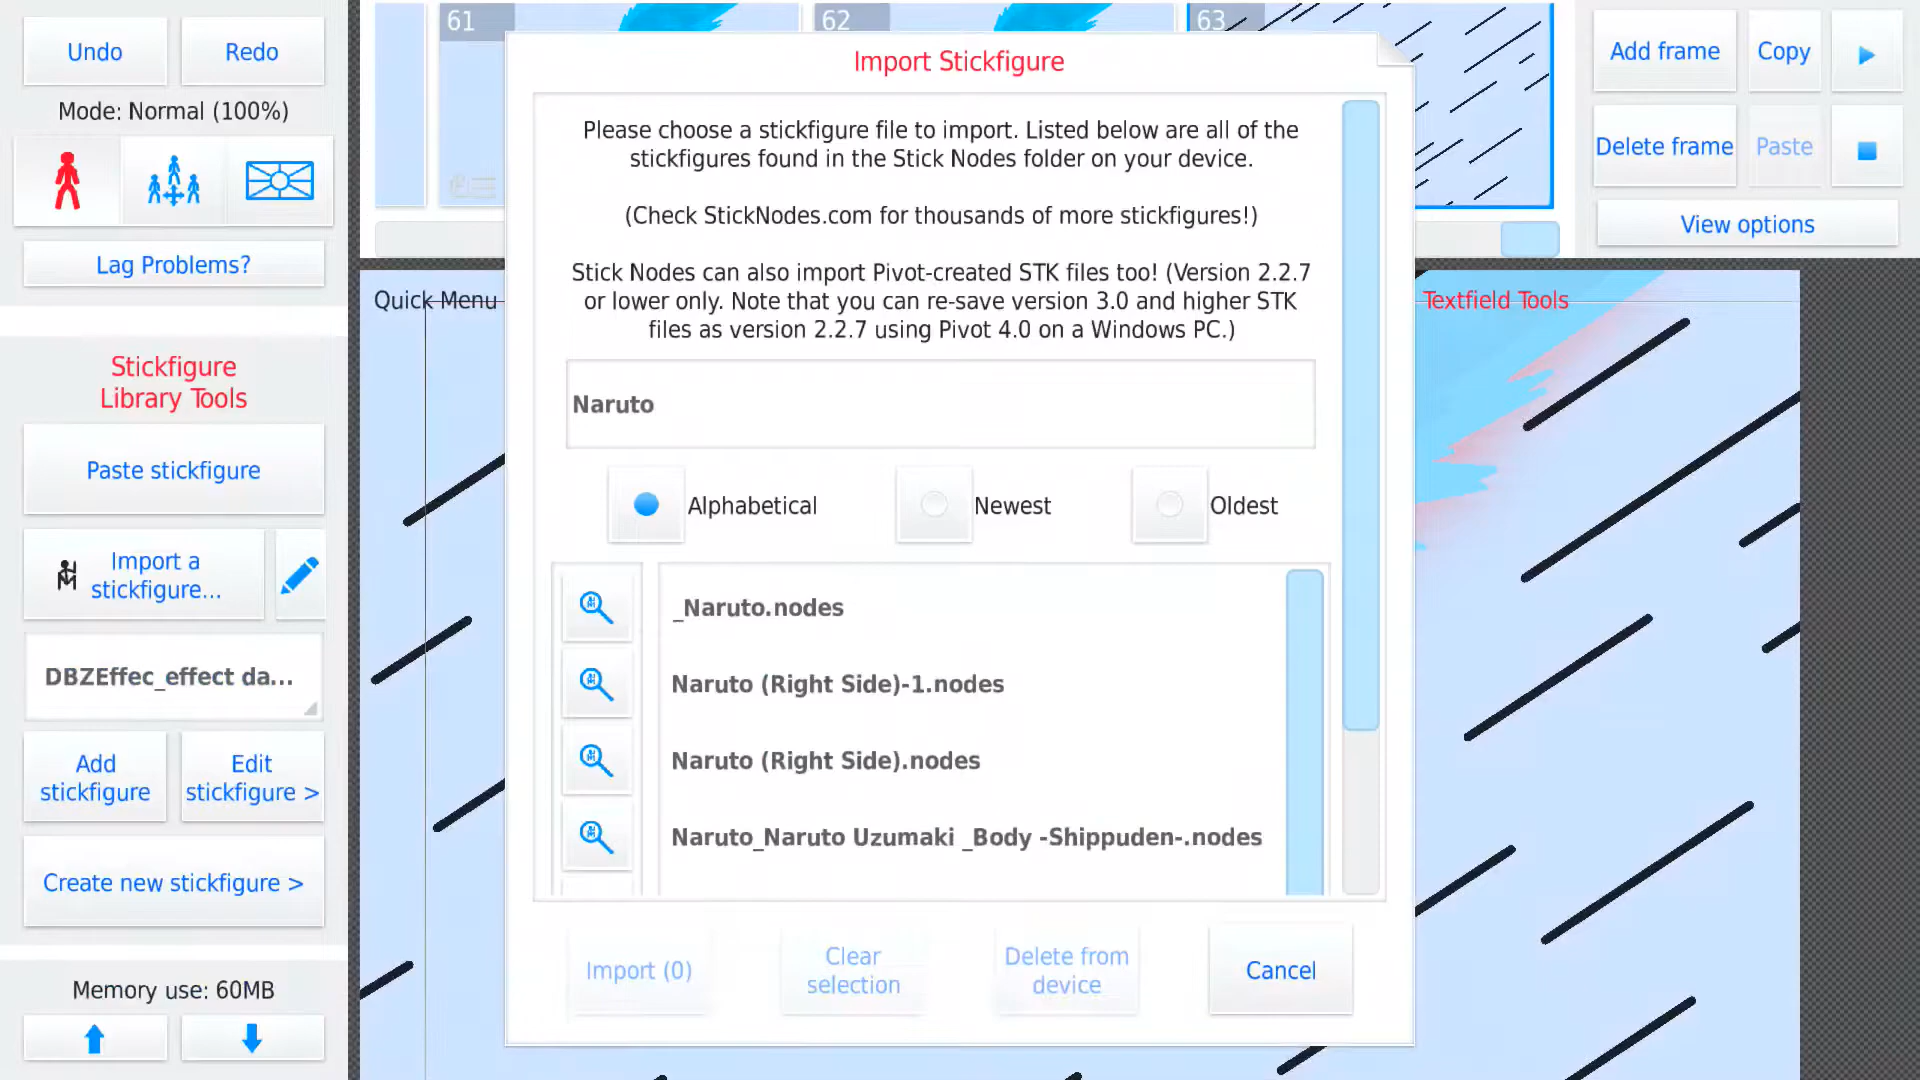 Undo
Redo
Mode: Normal (100%)
Lag Problems?
Stickfigure
Library Tools
Paste stickfigure
Import a
stickfigure...
DBZEffec_effect da...
Add
stickfigure
Edit
stickfigure >
Create new stickfigure >
Memory use: 60MB
61
62
63
Quick Menu
Import Stickfigure
Please choose a stickfigure file to import. Listed below are all of the
stickfigures found in the Stick Nodes folder on your device.
(Check StickNodes.com for thousands of more stickfigures!)
Stick Nodes can also import Pivot-created STK files too! (Version 2.2.7
or lower only. Note that you can re-save version 3.0 and higher STK
files as version 2.2.7 using Pivot 4.0 on a Windows PC.)
Naruto
Alphabetical
Newest
Oldest
_Naruto.nodes
Naruto (Right Side)-1.nodes
Naruto (Right Side).nodes
Naruto_Naruto Uzumaki _Body -Shippuden-.nodes
Import (0)
Clear
selection
Delete from
device
Cancel
Add frame
Copy
Delete frame
Paste
View options
Textfield Tools